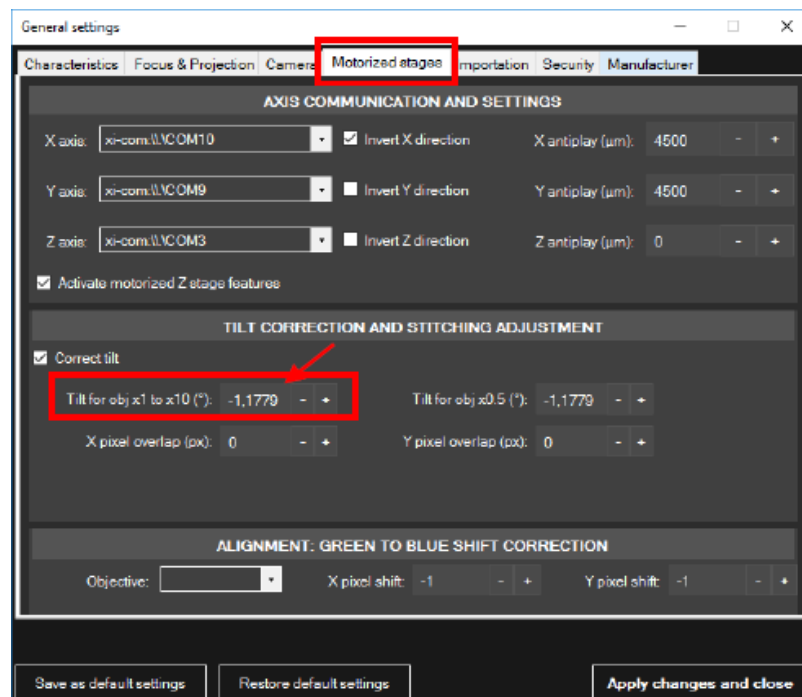 General settings
Characteristics Focus & Projection Camera Motorized stages Importation Security Manufacturer
AXIS COMMUNICATION AND SETTINGS
X axis: xi-com:\\.\COM10 Invert X direction X antiplay (µm): 4500 - +
Y axis: xi-com:\\.\COM9 Invert Y direction Y antiplay (µm): 4500 - +
Z axis: xi-com:\\.\COM3 Invert Z direction Z antiplay (µm): 0 - +
Activate motorized Z stage features
TILT CORRECTION AND STITCHING ADJUSTMENT
Correct tilt
Tilt for obj x1 to x10 (°): -1,1779 - + Tilt for obj x0.5 (°): -1,1779 - +
X pixel overlap (px): 0 - + Y pixel overlap (px): 0 - +
ALIGNMENT: GREEN TO BLUE SHIFT CORRECTION
Objective: X pixel shift: -1 - + Y pixel shift: -1 - +
Save as default settings Restore default settings Apply changes and close